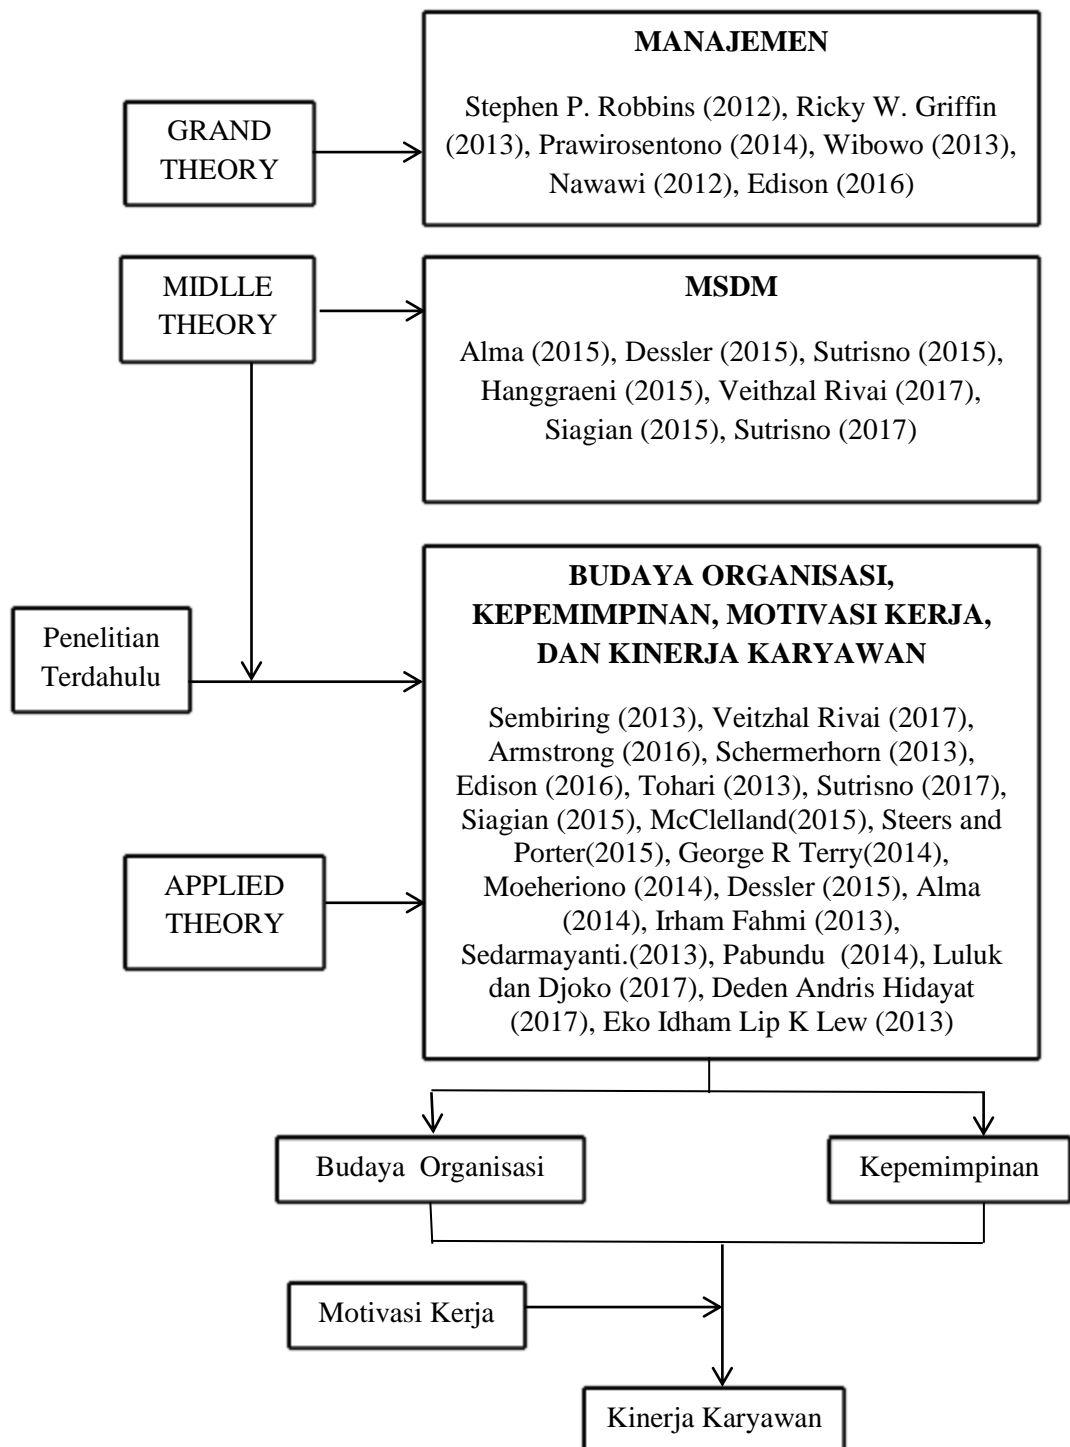 MANAJEMEN
Stephen P. Robbins (2012), Ricky W. Griffin
(2013), Prawirosentono (2014), Wibowo (2013),
Nawawi (2012), Edison (2016)
GRAND
THEORY
MIDLLE
THEORY
MSDM
Alma (2015), Dessler (2015), Sutrisno (2015),
Hanggraeni (2015), Veithzal Rivai (2017),
Siagian (2015), Sutrisno (2017)
Penelitian
Terdahulu
BUDAYA ORGANISASI,
KEPEMIMPINAN, MOTIVASI KERJA,
DAN KINERJA KARYAWAN
Sembiring (2013), Veitzhal Rivai (2017),
Armstrong (2016), Schermerhorn (2013),
Edison (2016), Tohari (2013), Sutrisno (2017),
Siagian (2015), McClelland(2015), Steers and
Porter(2015), George R Terry(2014),
Moeheriono (2014), Dessler (2015), Alma
(2014), Irham Fahmi (2013),
Sedarmayanti.(2013), Pabundu  (2014), Luluk
dan Djoko (2017), Deden Andris Hidayat
(2017), Eko Idham Lip K Lew (2013)
APPLIED
THEORY
Budaya  Organisasi
Kepemimpinan
Motivasi Kerja
Kinerja Karyawan